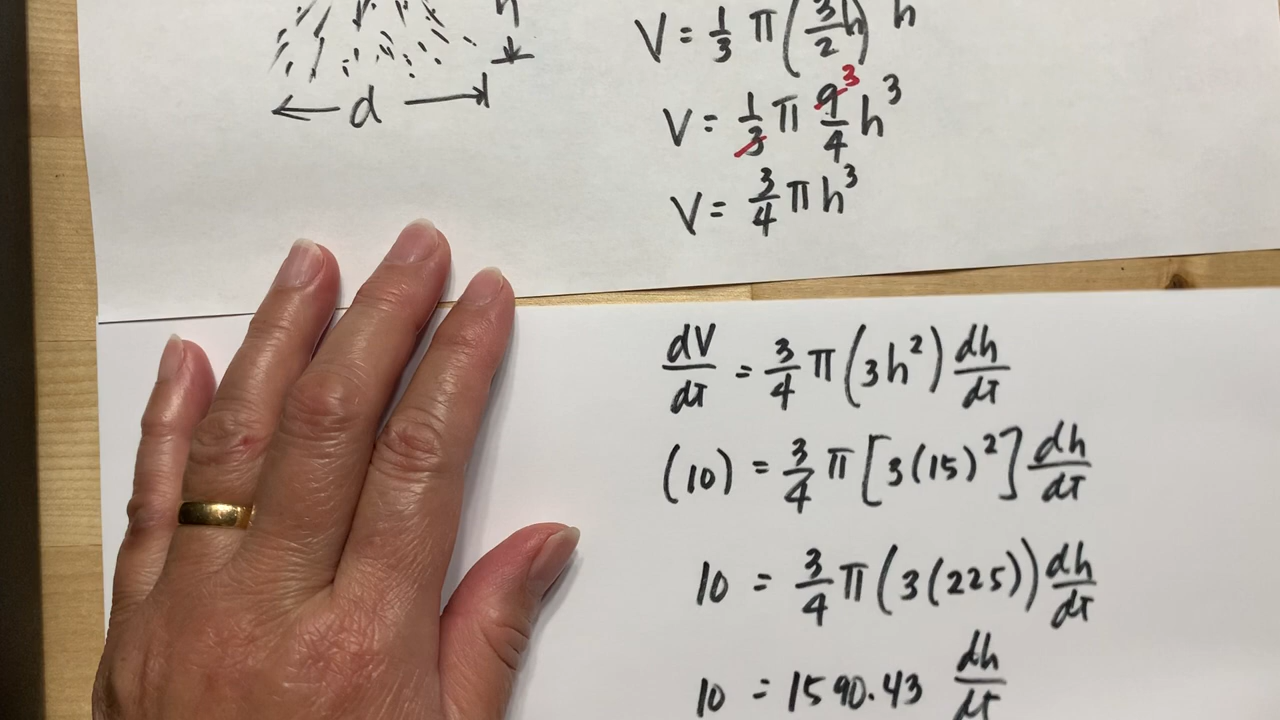 h
d
V = 1/3 π (3/2 h) h
V = 1/3 π 9/4 h³ 3
V = 3/4 π h³
dV/dt = 3/4 π (3h²) dh/dt
(10) = 3/4 π [3(15)²] dh/dt
10 = 3/4 π (3(225)) dh/dt
10 = 1590.43 dh/dt